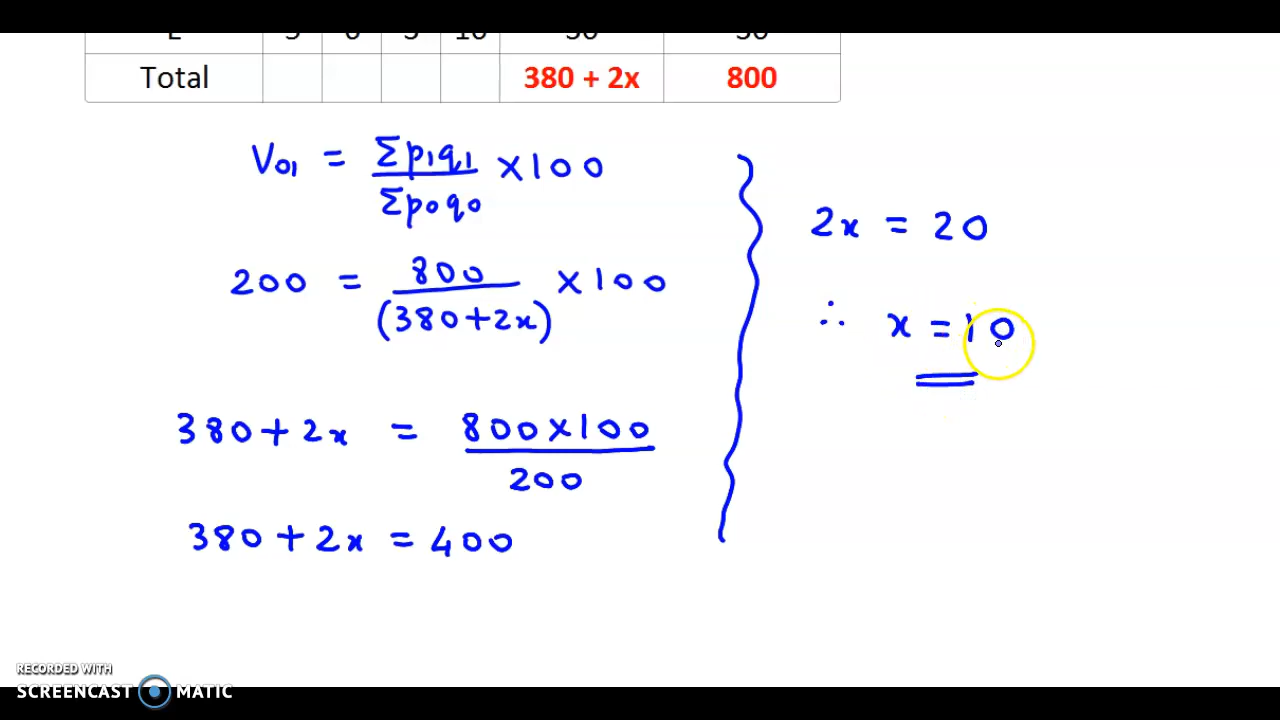 Total 380 + 2x 800
V01 = Σp1q1 / Σp0q0 × 100
200 = 800 / (380+2x) × 100
380+2x = 800×100 / 200
380+2x = 400
2x = 20
∴ x = 10
RECORDED WITH
SCREENCAST MATIC